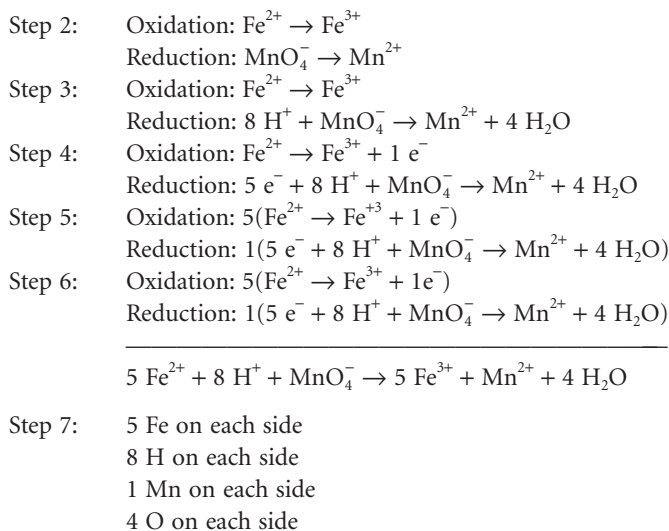 Step 2: Oxidation: Fe²⁺ → Fe³⁺
Reduction: MnO₄⁻ → Mn²⁺
Step 3: Oxidation: Fe²⁺ → Fe³⁺
Reduction: 8 H⁺ + MnO₄⁻ → Mn²⁺ + 4 H₂O
Step 4: Oxidation: Fe²⁺ → Fe³⁺ + 1 e⁻
Reduction: 5 e⁻ + 8 H⁺ + MnO₄⁻ → Mn²⁺ + 4 H₂O
Step 5: Oxidation: 5(Fe²⁺ → Fe⁺³ + 1 e⁻)
Reduction: 1(5 e⁻ + 8 H⁺ + MnO₄⁻ → Mn²⁺ + 4 H₂O)
Step 6: Oxidation: 5(Fe²⁺ → Fe³⁺ + 1e⁻)
Reduction: 1(5 e⁻ + 8 H⁺ + MnO₄⁻ → Mn²⁺ + 4 H₂O)
5 Fe²⁺ + 8 H⁺ + MnO₄⁻ → 5 Fe³⁺ + Mn²⁺ + 4 H₂O
Step 7: 5 Fe on each side
8 H on each side
1 Mn on each side
4 O on each side